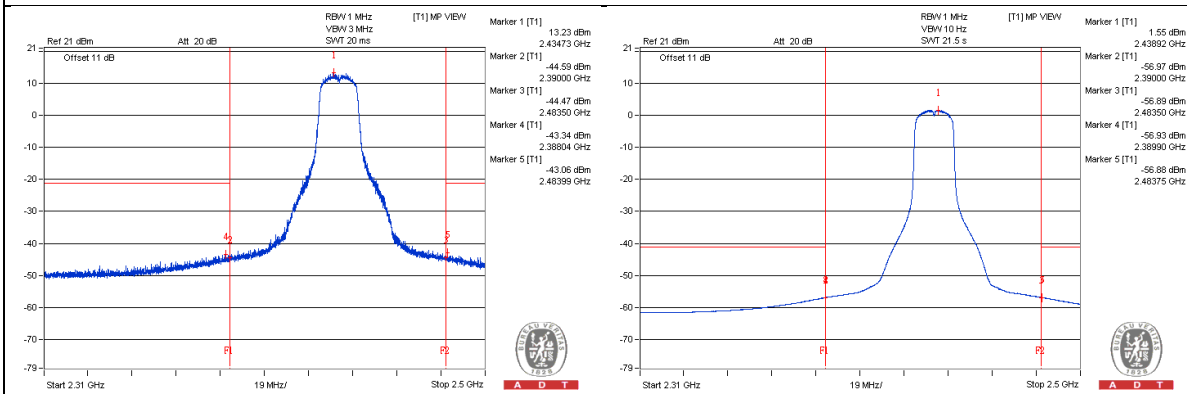 RBW 1 MHz
VBW 3 MHz
SWT 20 ms
[T1] MP VIEW
Ref 21 dBm
Att 20 dB
Offset 11 dB
21
10
0
-10
-20
-30
-40
-50
-60
-70
-79
1
4
2
5
F1
F2
Start 2.31 GHz
19 MHz/
Stop 2.5 GHz
Marker 1 [T1]
13.23 dBm
2.43473 GHz
Marker 2 [T1]
-44.59 dBm
2.39000 GHz
Marker 3 [T1]
-44.47 dBm
2.48350 GHz
Marker 4 [T1]
-43.34 dBm
2.38804 GHz
Marker 5 [T1]
-43.06 dBm
2.48399 GHz
BUREAU VERITAS
1828
A D T
RBW 1 MHz
VBW 10 Hz
SWT 21.5 s
[T1] MP VIEW
Ref 21 dBm
Att 20 dB
Offset 11 dB
21
10
0
-10
-20
-30
-40
-50
-60
-70
-79
1
F1
F2
Start 2.31 GHz
19 MHz/
Stop 2.5 GHz
Marker 1 [T1]
1.55 dBm
2.43892 GHz
Marker 2 [T1]
-56.97 dBm
2.39000 GHz
Marker 3 [T1]
-56.89 dBm
2.48350 GHz
Marker 4 [T1]
-56.93 dBm
2.38990 GHz
Marker 5 [T1]
-56.88 dBm
2.48375 GHz
BUREAU VERITAS
1828
A D T